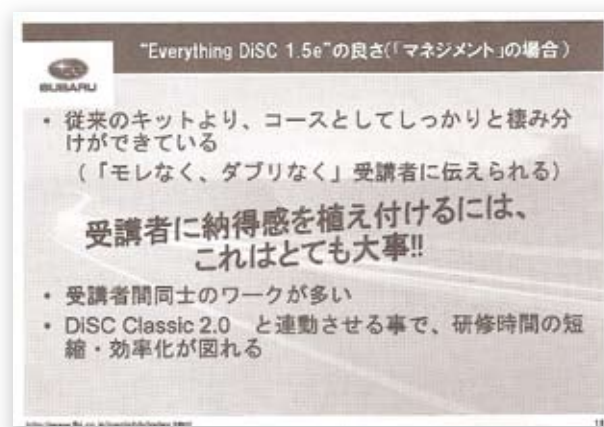 "Everything DiSC 1.5e"の良さ(「マネジメント」の場合)
SUBARU
• 従来のキットより、コースとしてしっかりと棲み分
けができている
(「モレなく、ダブリなく」受講者に伝えられる)
受講者に納得感を植え付けるには、
これはとても大事!!
• 受講者間同士のワークが多い
• DiSC Classic 2.0 と連動させる事で、研修時間の短
縮・効率化が図れる